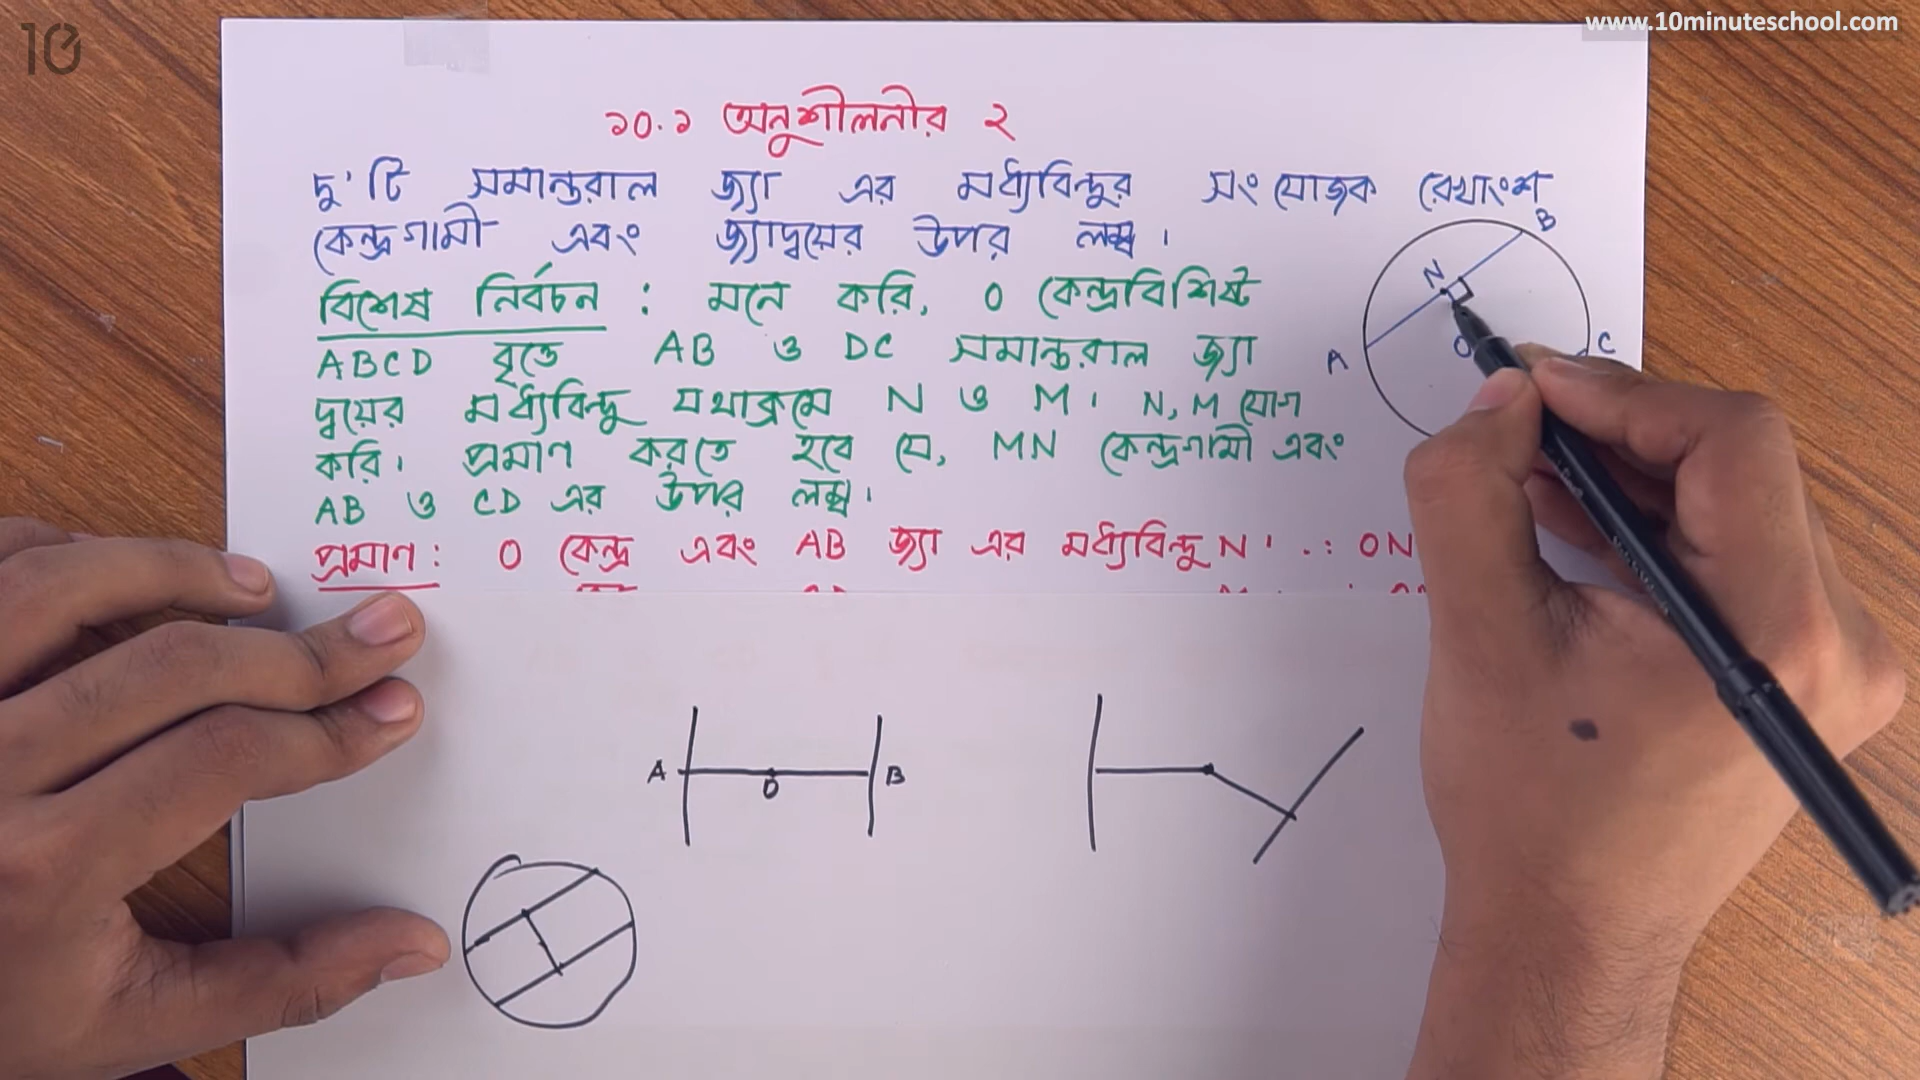 10
www.10minuteschool.com
১০.১ অনুশীলনীর ২
দু'টি সমান্তরাল জ্যা এর মধ্যবিন্দুর সংযোজক রেখাংশ
কেন্দ্রগামী এবং জ্যাদ্বয়ের উপর লম্ব।
বিশেষ নির্বচন : মনে করি, O কেন্দ্রবিশিষ্ট
ABCD বৃত্তে AB ও DC সমান্তরাল জ্যা
দ্বয়ের মধ্যবিন্দু যথাক্রমে N ও M। N, M যোগ
করি। প্রমাণ করতে হবে যে, MN কেন্দ্রগামী এবং
AB ও CD এর উপর লম্ব।
প্রমাণ : O কেন্দ্র এবং AB জ্যা এর মধ্যবিন্দু N। ∴ ON
B
N
A
O
C
A
O
B